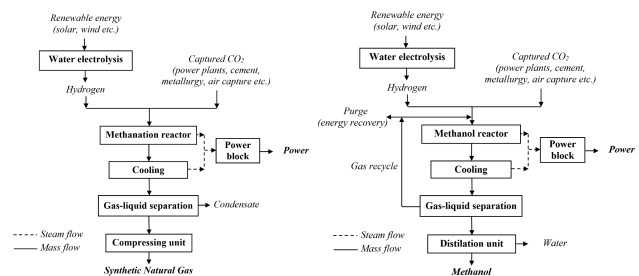 Renewable energy
(solar, wind etc.)
Water electrolysis
Captured CO₂
(power plants, cement,
metallurgy, air capture etc.)
Hydrogen
Methanation reactor
Power
block
Power
Cooling
Gas-liquid separation
Condensate
Steam flow
Mass flow
Compressing unit
Synthetic Natural Gas
Renewable energy
(solar, wind etc.)
Water electrolysis
Captured CO₂
(power plants, cement,
metallurgy, air capture etc.)
Hydrogen
Purge
(energy recovery)
Methanol reactor
Power
block
Power
Gas recycle
Cooling
Gas-liquid separation
Steam flow
Mass flow
Distilation unit
Water
Methanol